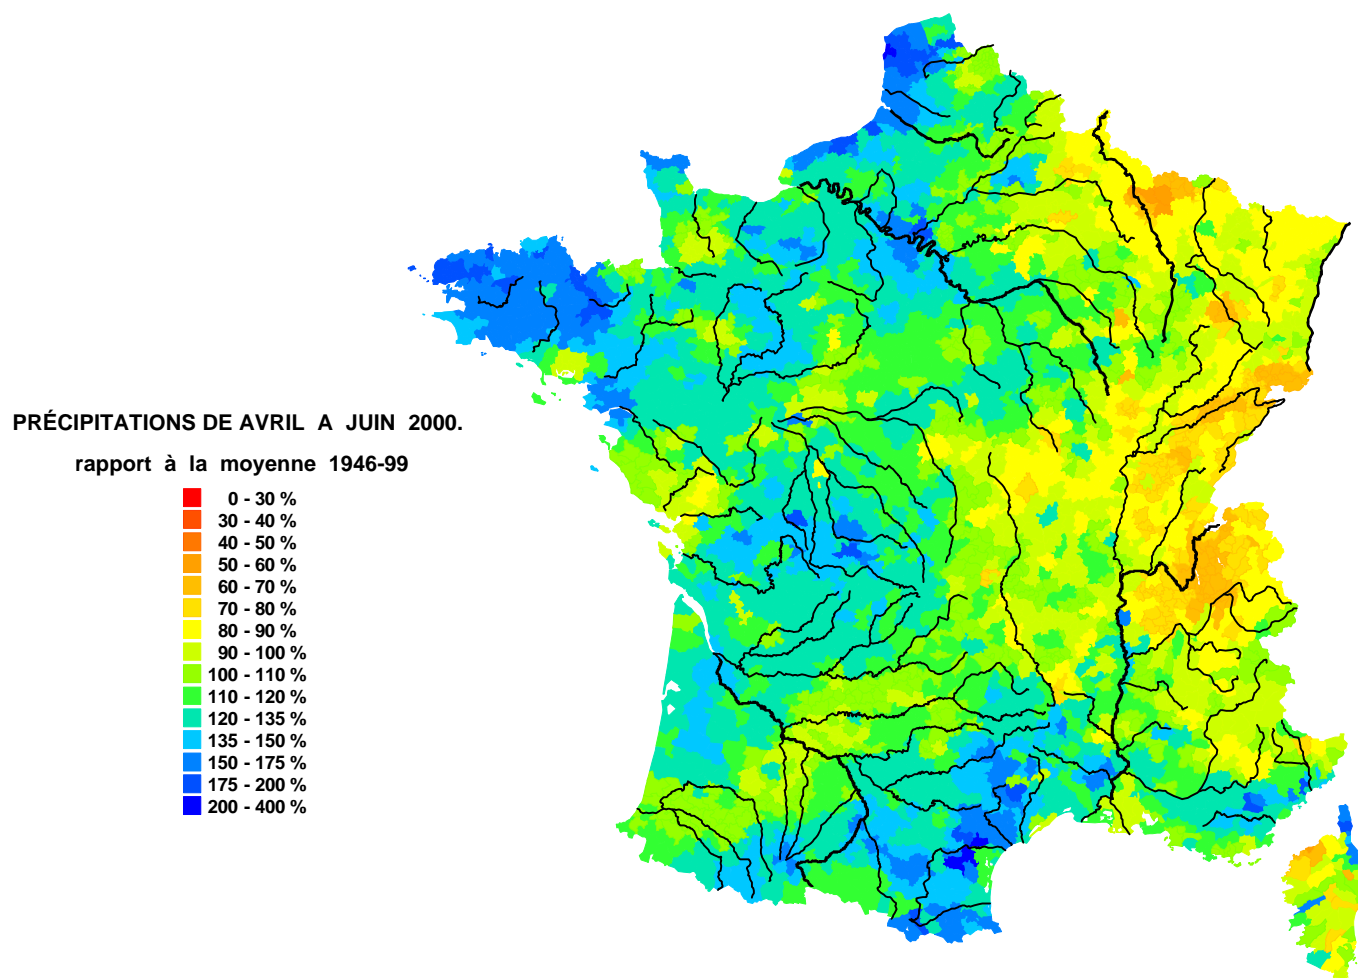 PRÉCIPITATIONS DE AVRIL A JUIN 2000.
rapport à la moyenne 1946-99
0 - 30 %
30 - 40 %
40 - 50 %
50 - 60 %
60 - 70 %
70 - 80 %
80 - 90 %
90 - 100 %
100 - 110 %
110 - 120 %
120 - 135 %
135 - 150 %
150 - 175 %
175 - 200 %
200 - 400 %